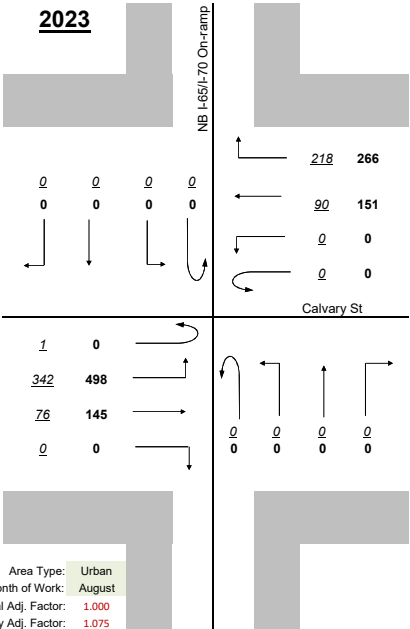 2023
NB I-65/I-70 On-ramp
218 266
0 0 0 0
0 0 0 0
90 151
0 0
0 0
Calvary St
1 0
342 498
76 145
0 0
0 0 0 0
0 0 0 0
Area Type: Urban
onth of Work: August
al Adj. Factor: 1.000
y Adj. Factor: 1.075